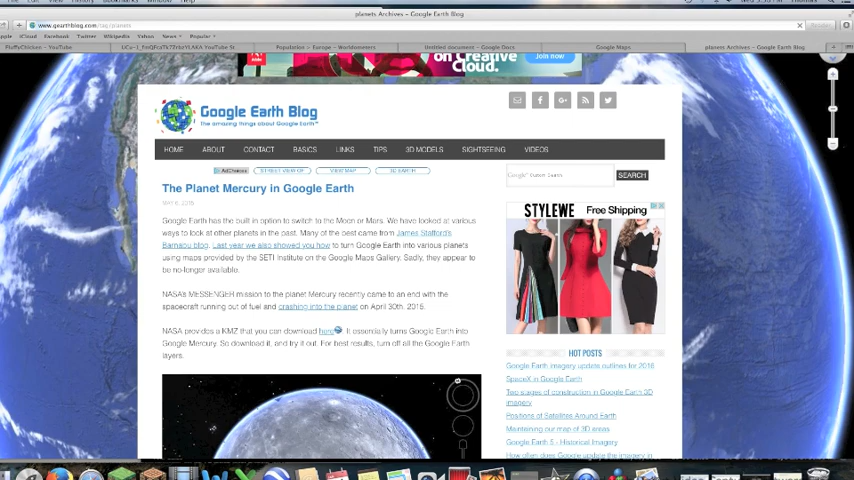 planets Archives – Google Earth Blog
www.gearthblog.com/tag/planets
iCloud Facebook Twitter Wikipedia Yahoo News Popular
FluffyChicken – YouTube
Population > Europe – Worldometers
Untitled document – Google Docs
Google Maps
planets Archives – Google Earth Blog
on Creative Cloud.
Join now
Google Earth Blog
The amazing things about Google Earth
HOME ABOUT CONTACT BASICS LINKS TIPS 3D MODELS SIGHTSEEING VIDEOS
AdChoices STREET VIEW OF VIEW MAP 3D EARTH
SEARCH
The Planet Mercury in Google Earth
Google Earth has the built in option to switch to the Moon or Mars. We have looked at various
ways to look at other planets in the past. Many of the best came from James Stafford's
Barnabu blog. Last year we also showed you how to turn Google Earth into various planets
using maps provided by the SETI Institute on the Google Maps Gallery. Sadly, they appear to
be no-longer available.
NASA's MESSENGER mission to the planet Mercury recently came to an end with the
spacecraft running out of fuel and crashing into the planet on April 30th, 2015.
NASA provides a KMZ that you can download here. It essentially turns Google Earth into
Google Mercury. So download it, and try it out. For best results, turn off all the Google Earth
layers.
STYLEWE Free Shipping
HOT POSTS
Google Earth imagery update outlines for 2016
SpaceX in Google Earth
Two stages of construction in Google Earth 3D
imagery
Positions of Satellites Around Earth
Maintaining our map of 3D areas
Google Earth 5 - Historical Imagery
How often does Google update the imagery in